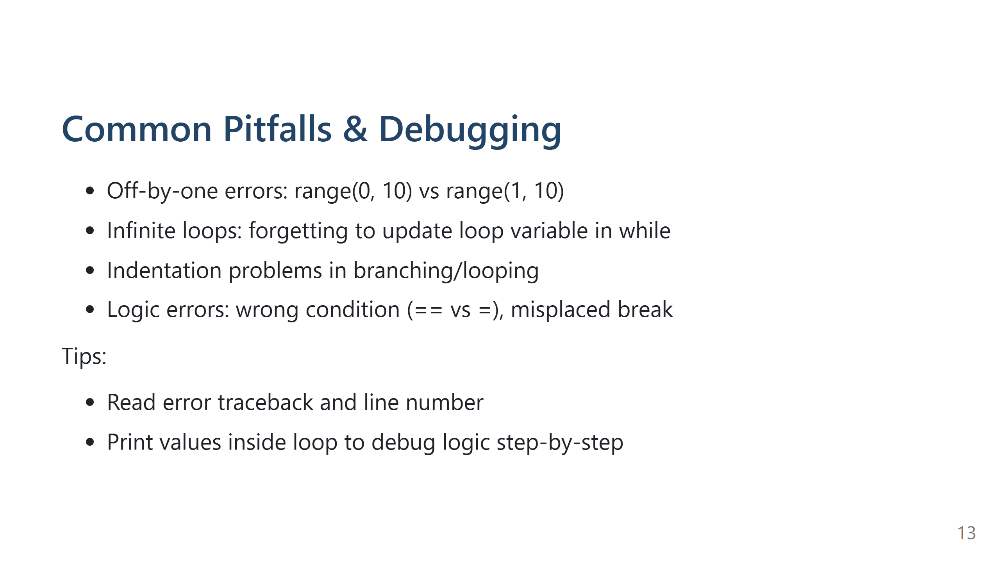 Common Pitfalls & Debugging
• Off-by-one errors: range(0, 10) vs range(1, 10)
• Infinite loops: forgetting to update loop variable in while
• Indentation problems in branching/looping
• Logic errors: wrong condition (== vs =), misplaced break
Tips:
• Read error traceback and line number
• Print values inside loop to debug logic step-by-step
13